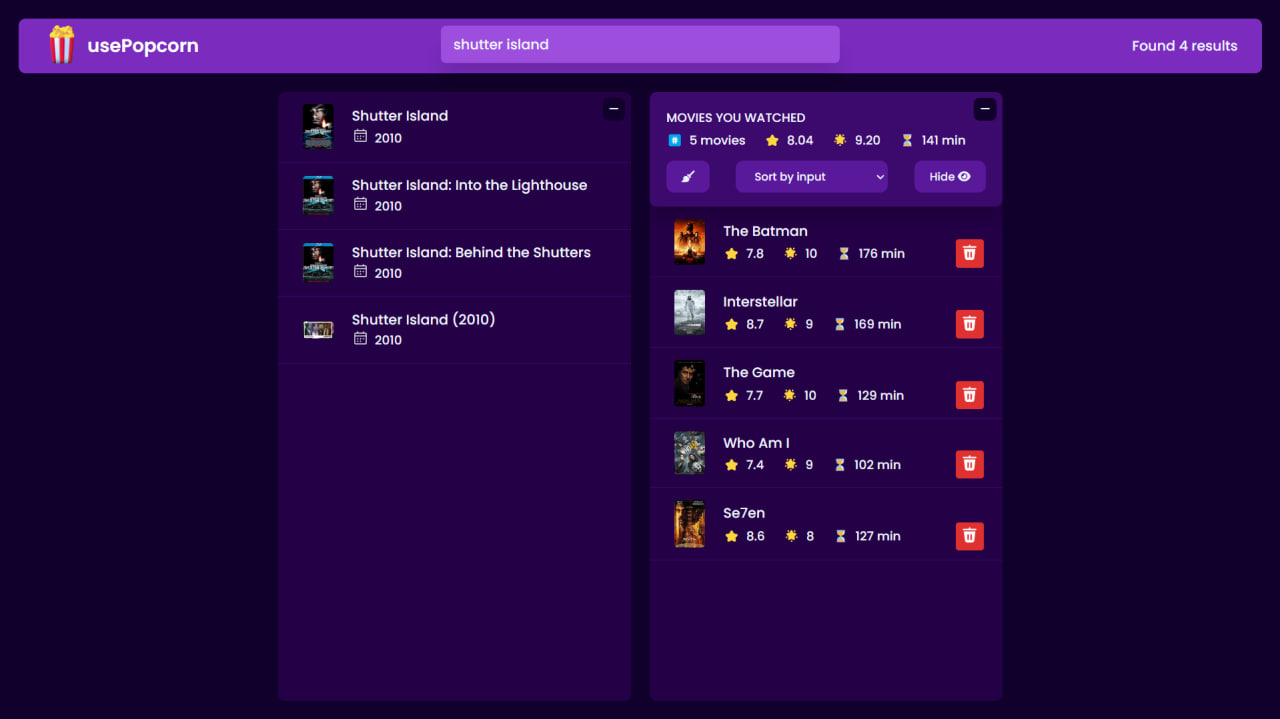 usePopcorn
shutter island
Found 4 results
Shutter Island
2010
Shutter Island: Into the Lighthouse
2010
Shutter Island: Behind the Shutters
2010
Shutter Island (2010)
2010
MOVIES YOU WATCHED
# 5 movies 8.04 9.20 141 min
Sort by input Hide
The Batman
7.8 10 176 min
Interstellar
8.7 9 169 min
The Game
7.7 10 129 min
Who Am I
7.4 9 102 min
Se7en
8.6 8 127 min